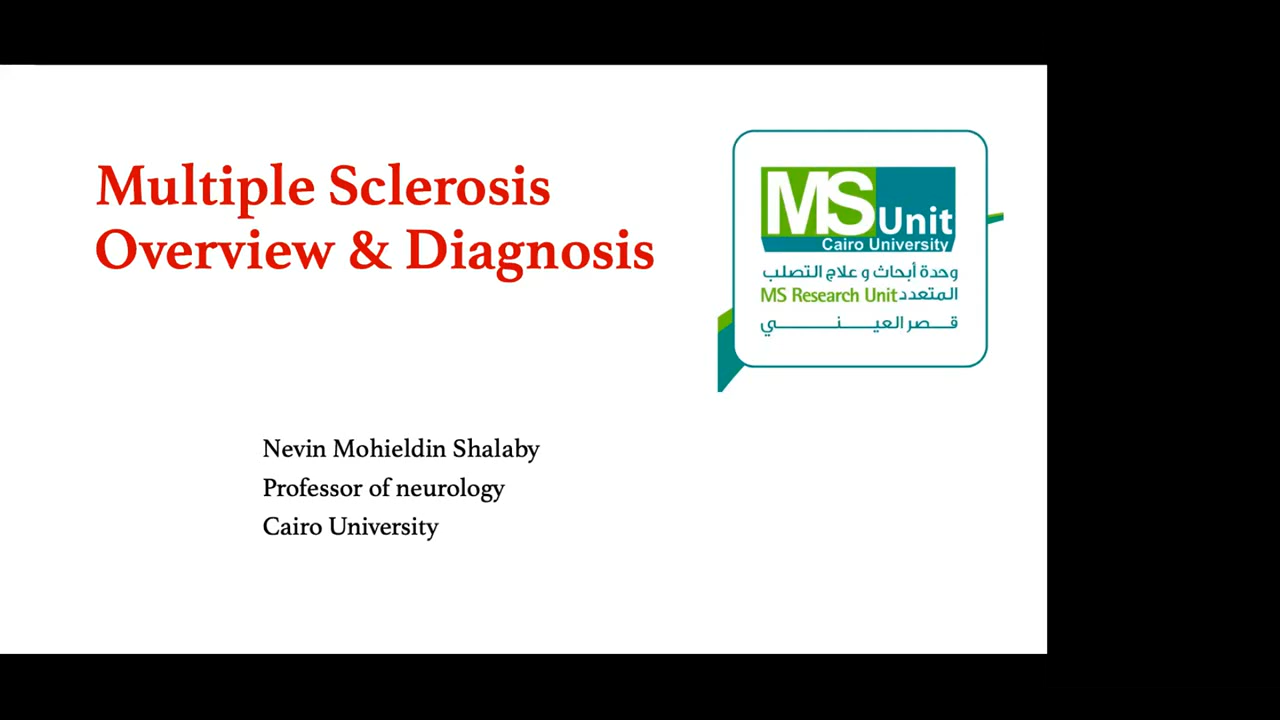 Multiple Sclerosis
Overview & Diagnosis
MS Unit
Cairo University
وحدة أبحاث و علاج التصلب
المتعدد MS Research Unit
قصر العيني
Nevin Mohieldin Shalaby
Professor of neurology
Cairo University